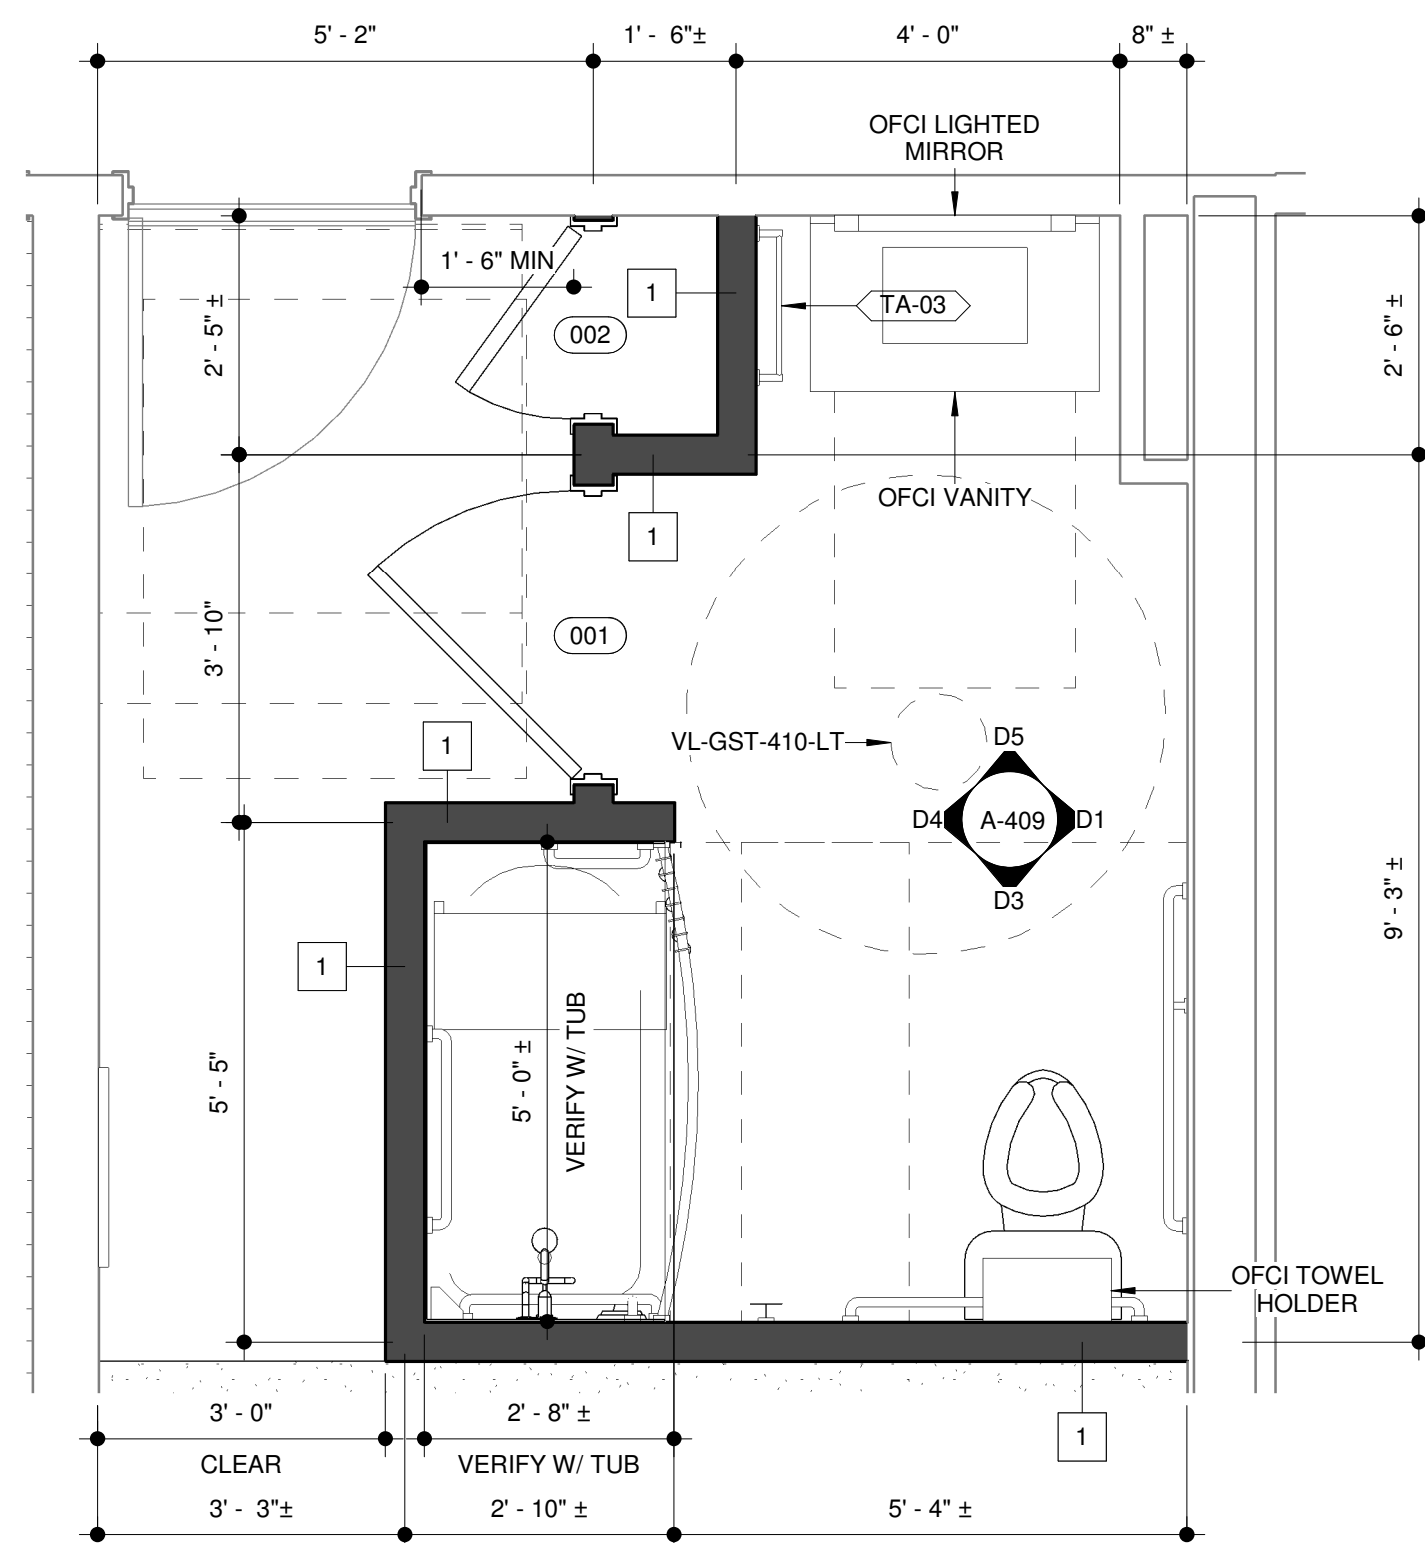 5' - 2"
1' - 6"±
4' - 0"
8" ±
OFCI LIGHTED
MIRROR
1' - 6" MIN
1
TA-03
002
2' - 5" ±
2' - 6" ±
OFCI VANITY
1
3' - 10"
001
1
VL-GST-410-LT
D5
D4
A-409
D1
D3
9' - 3" ±
1
5' - 5"
5' - 0" ±
VERIFY W/ TUB
OFCI TOWEL
HOLDER
3' - 0"
2' - 8" ±
1
CLEAR
VERIFY W/ TUB
3' - 3"±
2' - 10" ±
5' - 4" ±